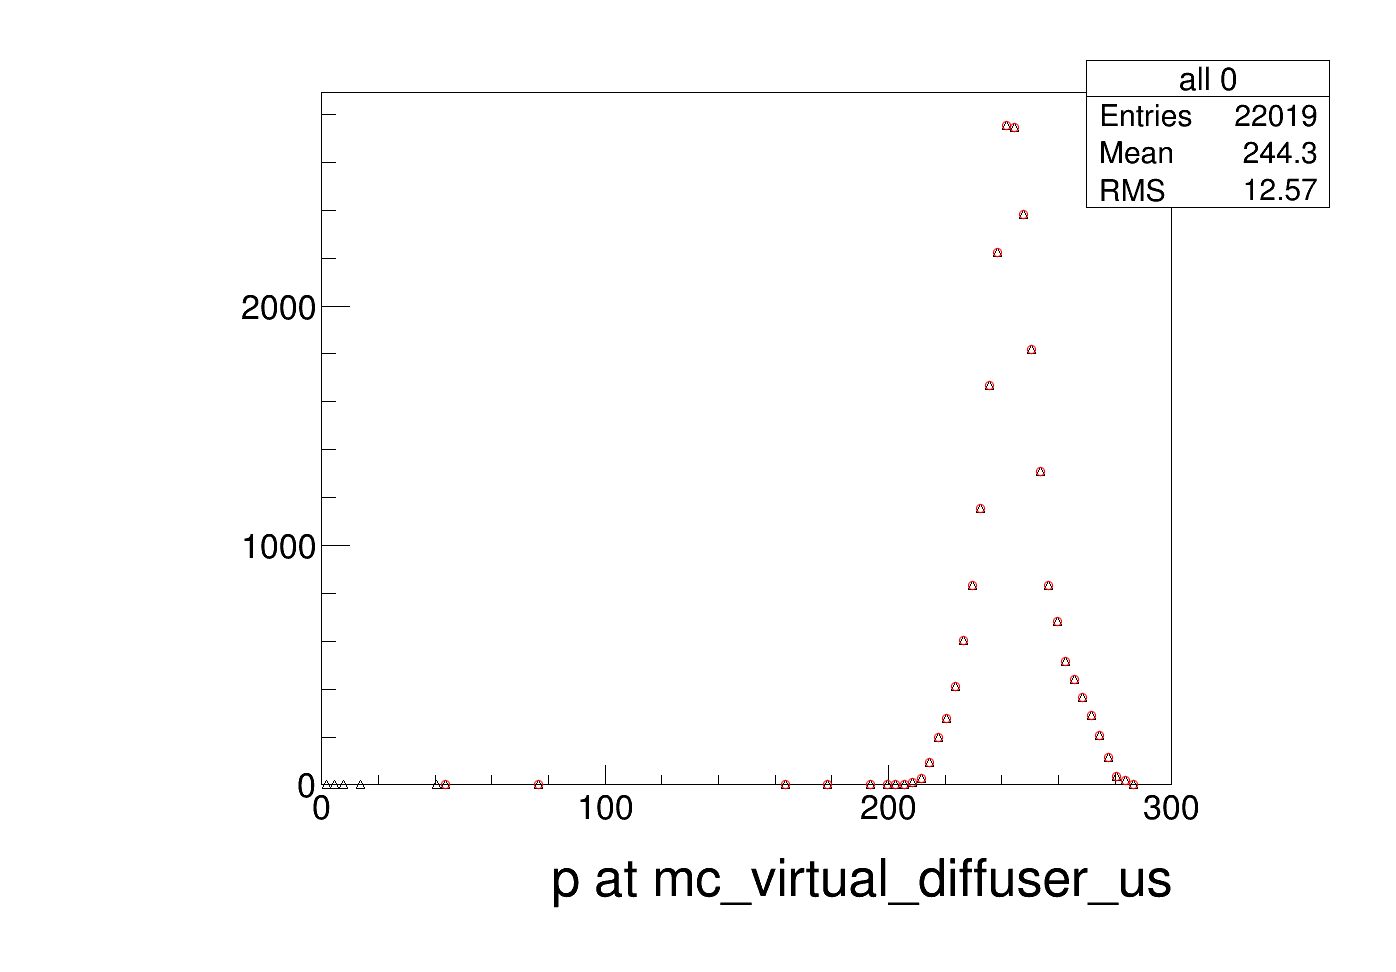 all 0
Entries 22019
Mean 244.3
RMS 12.57
2000
1000
0
0 100 200 300
p at mc_virtual_diffuser_us